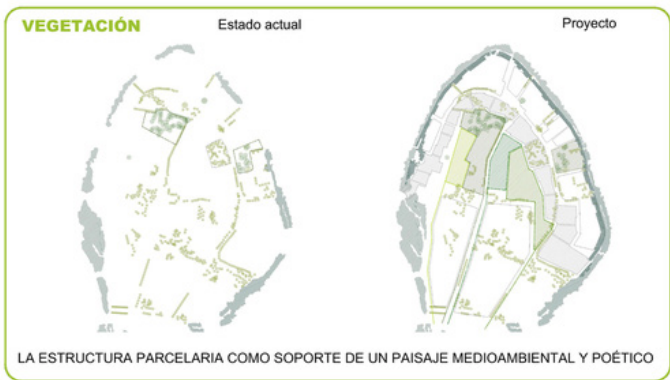 VEGETACIÓN
Estado actual
Proyecto
LA ESTRUCTURA PARCELARIA COMO SOPORTE DE UN PAISAJE MEDIOAMBIENTAL Y POÉTICO